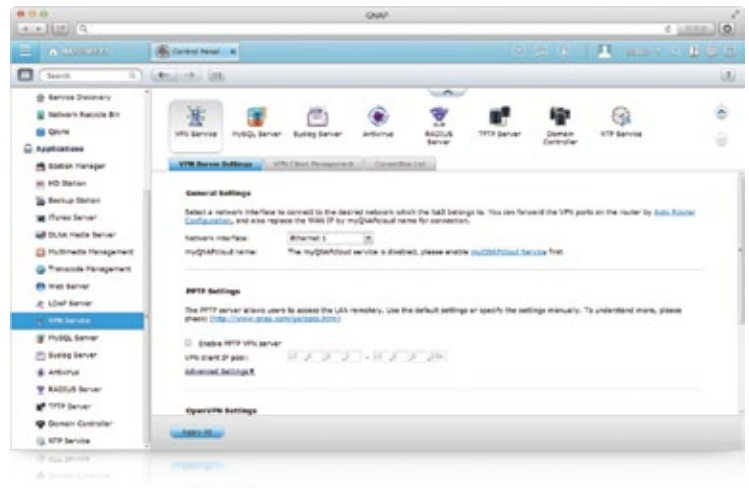 QNAP
Control Panel
Search
Service Discovery
Network Recycle Bin
Qsync
Applications
Station Manager
HD Station
Backup Station
iTunes Server
DLNA Media Server
Multimedia Management
Transcode Management
Web Server
LDAP Server
VPN Service
MySQL Server
Syslog Server
Antivirus
RADIUS Server
TFTP Server
Domain Controller
NTP Service
VPN Service
MySQL Server
Syslog Server
Antivirus
RADIUS Server
TFTP Server
Domain Controller
NTP Service
VPN Server Settings
VPN Client Management
Connection List
General Settings
Select a network interface to connect to the desired network which the NAS belongs to. You can forward the VPN ports on the router by Auto Router
Configuration, and also replace the WAN IP by myQNAPcloud name for connection.
Network interface: Ethernet 1
myQNAPcloud name: The myQNAPcloud service is disabled, please enable myQNAPcloud Service first.
PPTP Settings
The PPTP server allows users to access the LAN remotely. Use the default settings or specify the settings manually. To understand more, please
Enable PPTP VPN server
VPN client IP pool:
Advanced Settings
OpenVPN Settings
Apply All